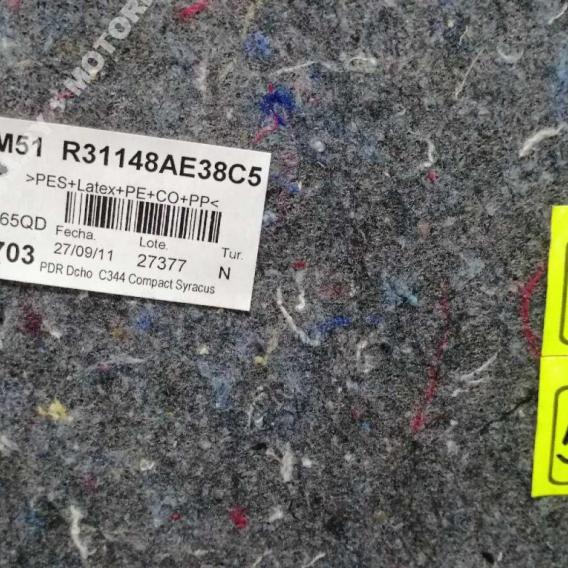 M51 R31148AE38C5
>PES+Latex+PE+CO+PP<
65QD Fecha. Lote. Tur.
703 27/09/11 27377 N
PDR Dcho C344 Compact Syracus